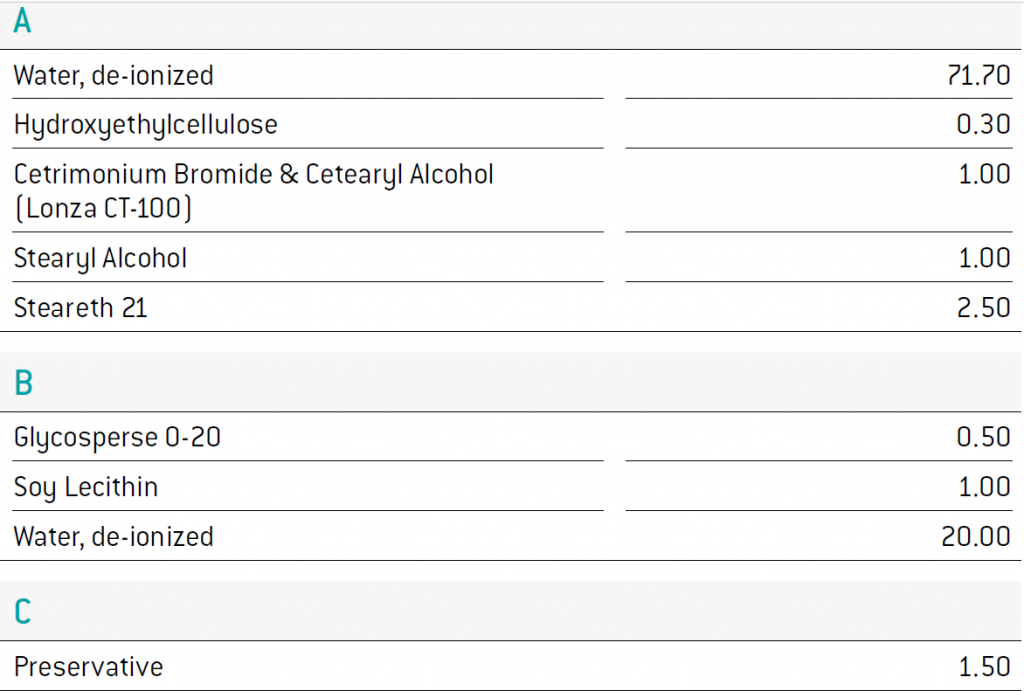 A
Water, de-ionized 71.70
Hydroxyethylcellulose 0.30
Cetrimonium Bromide & Cetearyl Alcohol 1.00
(Lonza CT-100)
Stearyl Alcohol 1.00
Steareth 21 2.50
B
Glycosperse O-20 0.50
Soy Lecithin 1.00
Water, de-ionized 20.00
C
Preservative 1.50